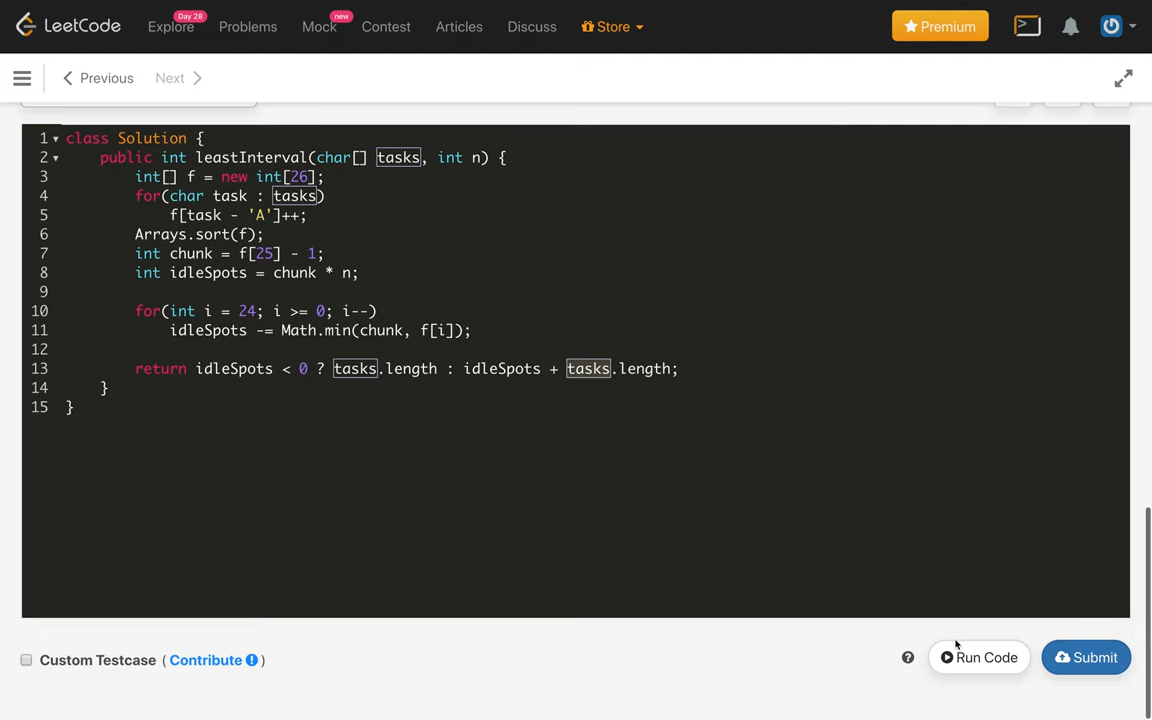 LeetCode Explore Day 28 Problems Mock new Contest Articles Discuss Store Premium
Previous Next
1 class Solution {
2 public int leastInterval(char[] tasks, int n) {
3 int[] f = new int[26];
4 for(char task : tasks)
5 f[task - 'A']++;
6 Arrays.sort(f);
7 int chunk = f[25] - 1;
8 int idleSpots = chunk * n;
9
10 for(int i = 24; i >= 0; i--)
11 idleSpots -= Math.min(chunk, f[i]);
12
13 return idleSpots < 0 ? tasks.length : idleSpots + tasks.length;
14 }
15 }
Custom Testcase ( Contribute ) ? Run Code Submit